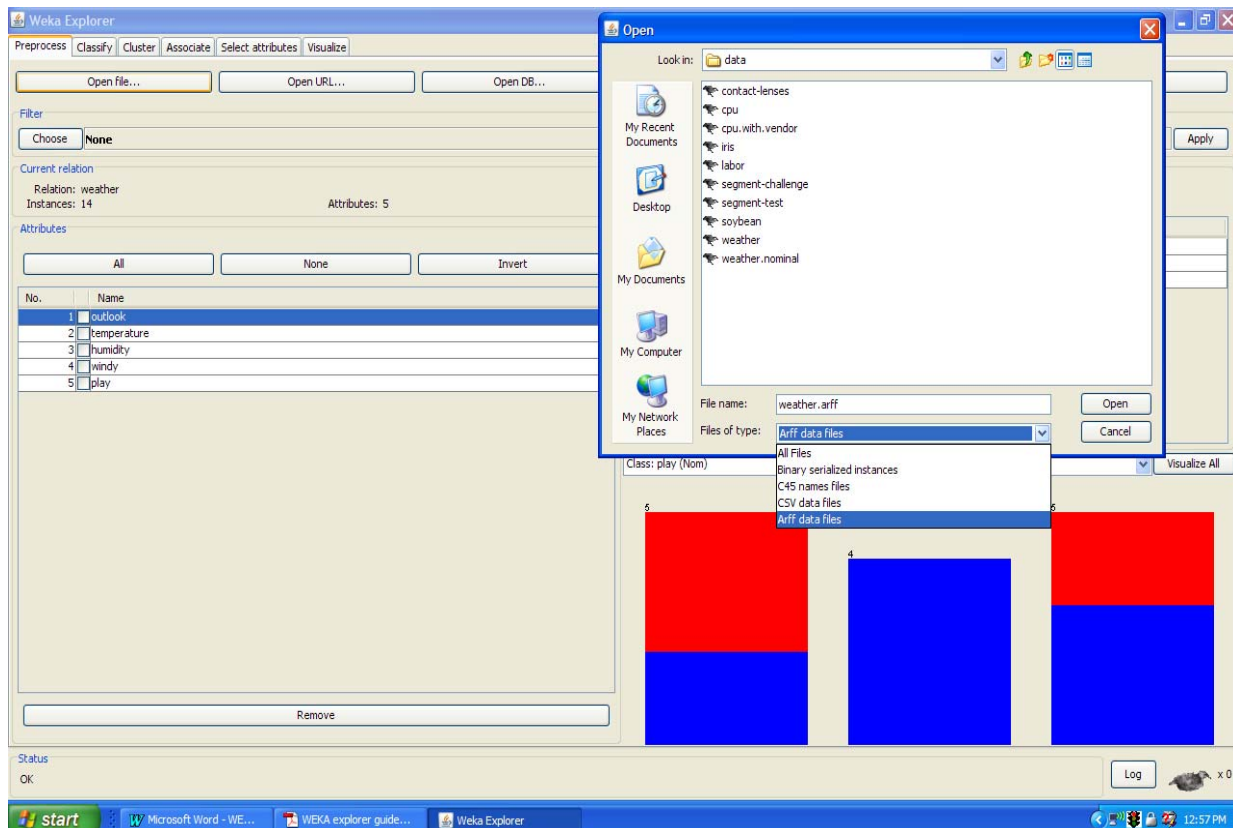 Weka Explorer
Preprocess Classify Cluster Associate Select attributes Visualize
Open file...
Open URL...
Open DB...
Filter
Choose
None
Apply
Current relation
Relation: weather
Instances: 14
Attributes: 5
Attributes
All
None
Invert
No. Name
1 outlook
2 temperature
3 humidity
4 windy
5 play
Remove
Open
Look in: data
My Recent Documents
Desktop
My Documents
My Computer
My Network Places
contact-lenses
cpu
cpu.with.vendor
iris
labor
segment-challenge
segment-test
soybean
weather
weather.nominal
File name: weather.arff
Open
Files of type: Arff data files
Cancel
All Files
Binary serialized instances
C45 names files
CSV data files
Arff data files
Class: play (Nom)
Visualize All
5
4
5
Status
OK
Log
x 0
start
Microsoft Word - WE...
WEKA explorer guide...
Weka Explorer
12:57 PM